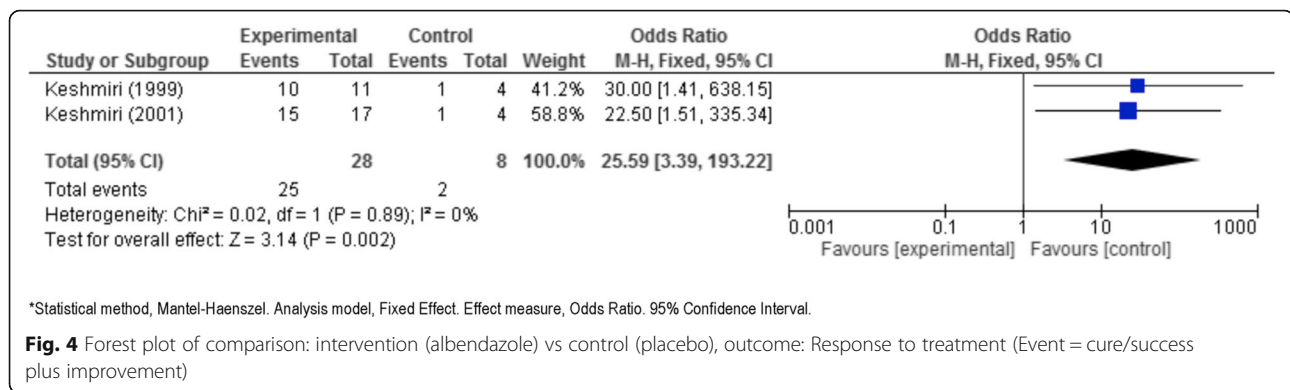 Experimental Control Odds Ratio Odds Ratio
Study or Subgroup Events Total Events Total Weight M-H, Fixed, 95% CI M-H, Fixed, 95% CI
Keshmiri (1999) 10 11 1 4 41.2% 30.00 [1.41, 638.15]
Keshmiri (2001) 15 17 1 4 58.8% 22.50 [1.51, 335.34]
Total (95% CI) 28 8 100.0% 25.59 [3.39, 193.22]
Total events 25 2
Heterogeneity: Chi² = 0.02, df = 1 (P = 0.89); I² = 0%
Test for overall effect: Z = 3.14 (P = 0.002)
0.001 0.1 1 10 1000
Favours [experimental] Favours [control]
*Statistical method, Mantel-Haenszel. Analysis model, Fixed Effect. Effect measure, Odds Ratio. 95% Confidence Interval.
Fig. 4 Forest plot of comparison: intervention (albendazole) vs control (placebo), outcome: Response to treatment (Event = cure/success
plus improvement)